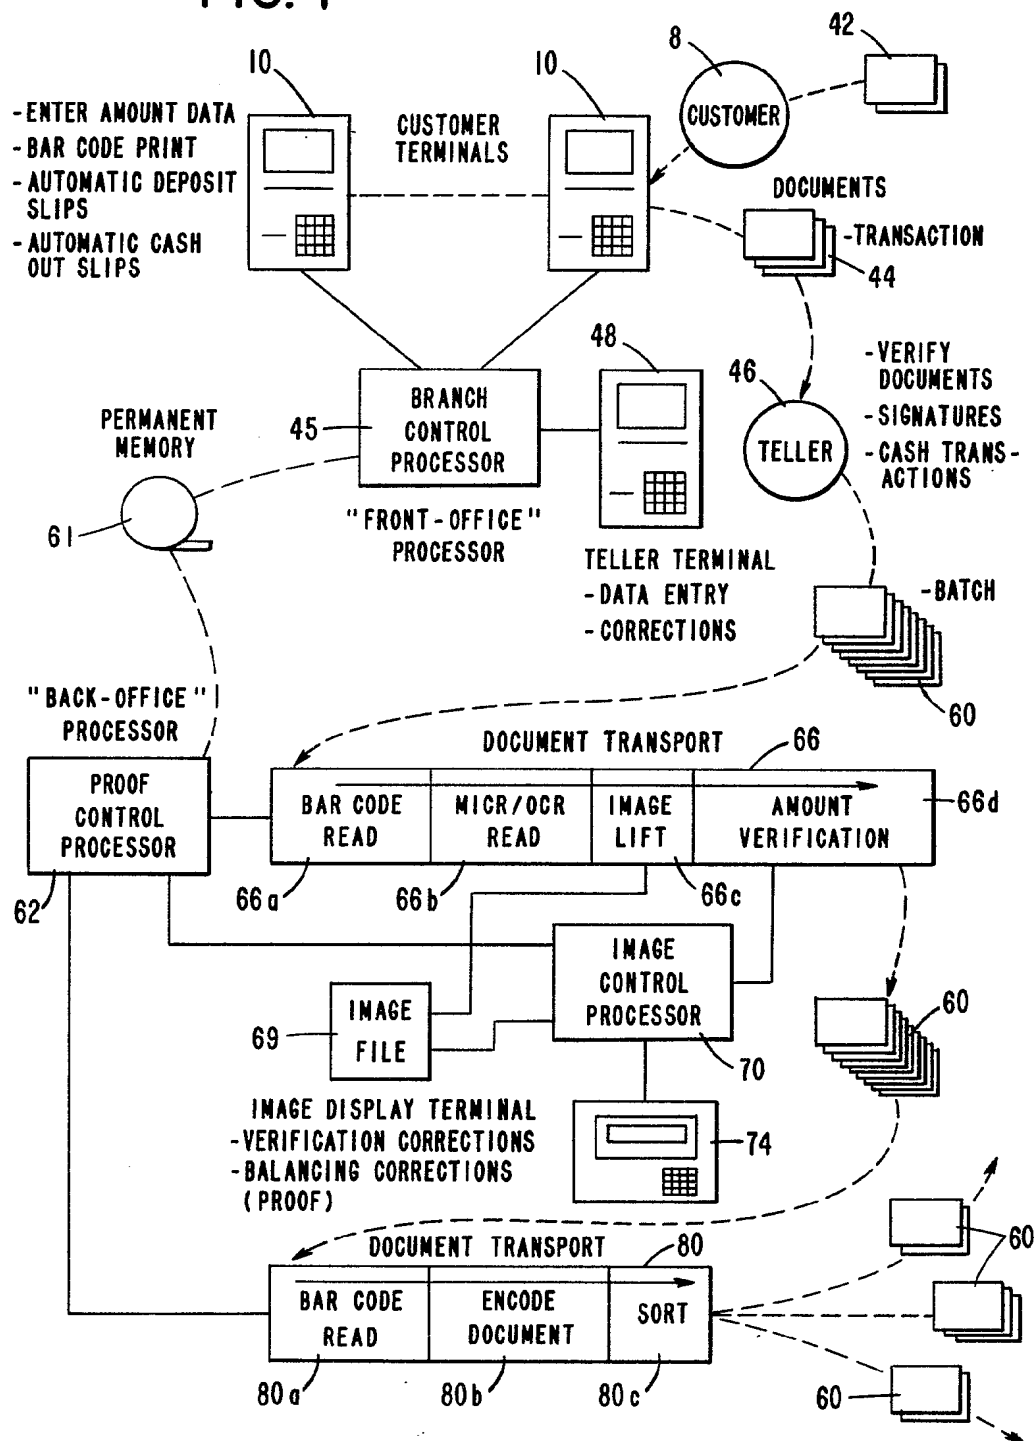 FIG. 1
10
10
8
42
- ENTER AMOUNT DATA
- BAR CODE PRINT
- AUTOMATIC DEPOSIT
SLIPS
- AUTOMATIC CASH
OUT SLIPS
CUSTOMER
TERMINALS
CUSTOMER
DOCUMENTS
-TRANSACTION
44
48
46
-VERIFY
DOCUMENTS
-SIGNATURES
-CASH TRANS-
ACTIONS
TELLER
PERMANENT
MEMORY
45
BRANCH
CONTROL
PROCESSOR
61
"FRONT-OFFICE"
PROCESSOR
TELLER TERMINAL
- DATA ENTRY
- CORRECTIONS
-BATCH
60
"BACK-OFFICE"
PROCESSOR
DOCUMENT TRANSPORT
66
PROOF
CONTROL
PROCESSOR
BAR CODE
READ
MICR/OCR
READ
IMAGE
LIFT
AMOUNT
VERIFICATION
66d
62
66a
66b
66c
IMAGE
CONTROL
PROCESSOR
69
IMAGE
FILE
60
70
IMAGE DISPLAY TERMINAL
-VERIFICATION CORRECTIONS
-BALANCING CORRECTIONS
(PROOF)
74
DOCUMENT TRANSPORT
80
60
BAR CODE
READ
ENCODE
DOCUMENT
SORT
80a
80b
80c
60